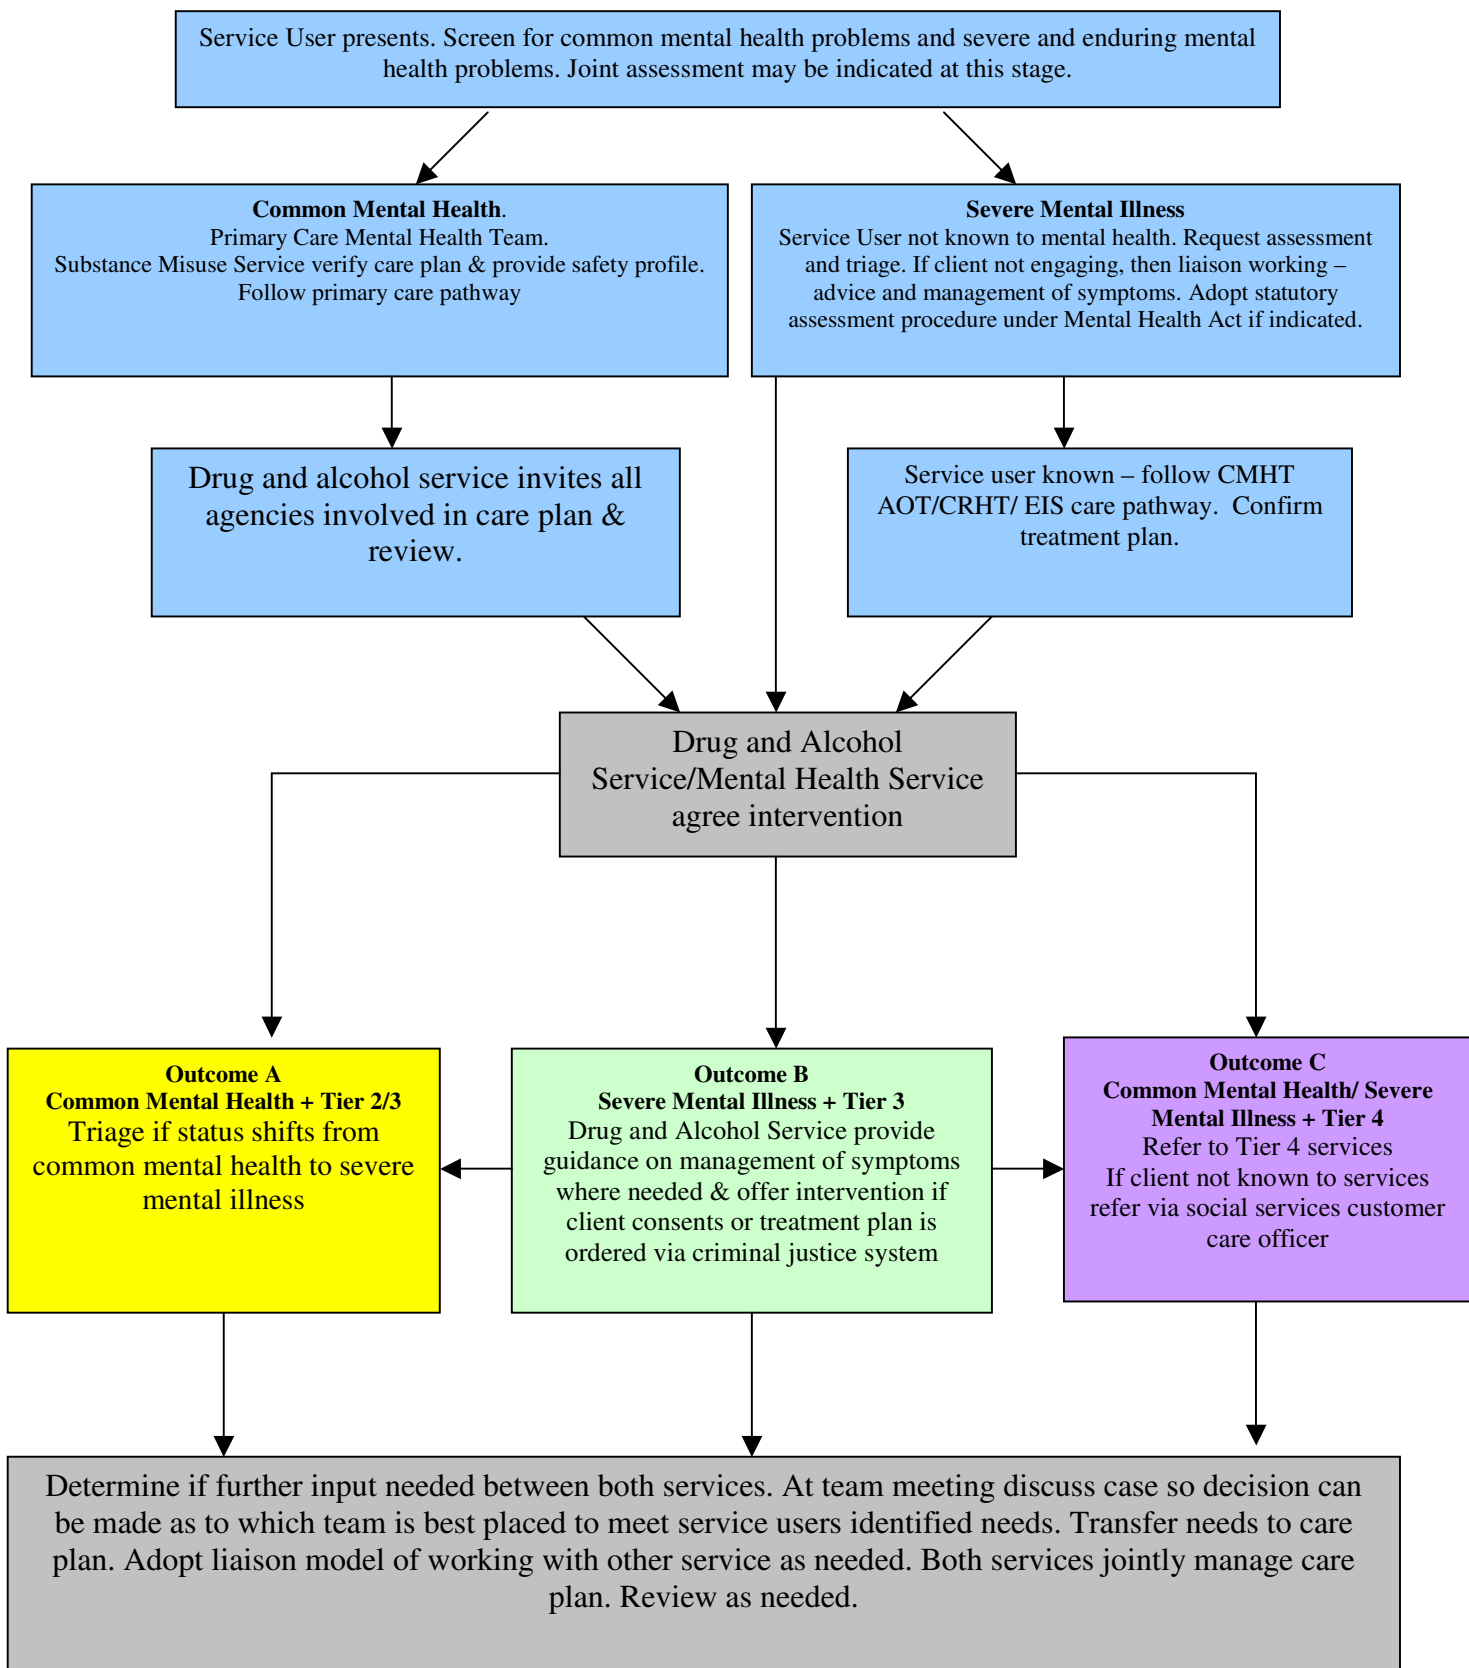 Service User presents. Screen for common mental health problems and severe and enduring mental
health problems. Joint assessment may be indicated at this stage.
Common Mental Health.
Primary Care Mental Health Team.
Substance Misuse Service verify care plan & provide safety profile.
Follow primary care pathway
Severe Mental Illness
Service User not known to mental health. Request assessment
and triage. If client not engaging, then liaison working –
advice and management of symptoms. Adopt statutory
assessment procedure under Mental Health Act if indicated.
Drug and alcohol service invites all
agencies involved in care plan &
review.
Service user known – follow CMHT
AOT/CRHT/ EIS care pathway.  Confirm
treatment plan.
Drug and Alcohol
Service/Mental Health Service
agree intervention
Outcome A
Common Mental Health + Tier 2/3
Triage if status shifts from
common mental health to severe
mental illness
Outcome B
Severe Mental Illness + Tier 3
Drug and Alcohol Service provide
guidance on management of symptoms
where needed & offer intervention if
client consents or treatment plan is
ordered via criminal justice system
Outcome C
Common Mental Health/ Severe
Mental Illness + Tier 4
Refer to Tier 4 services
If client not known to services
refer via social services customer
care officer
Determine if further input needed between both services. At team meeting discuss case so decision can
be made as to which team is best placed to meet service users identified needs. Transfer needs to care
plan. Adopt liaison model of working with other service as needed. Both services jointly manage care
plan. Review as needed.